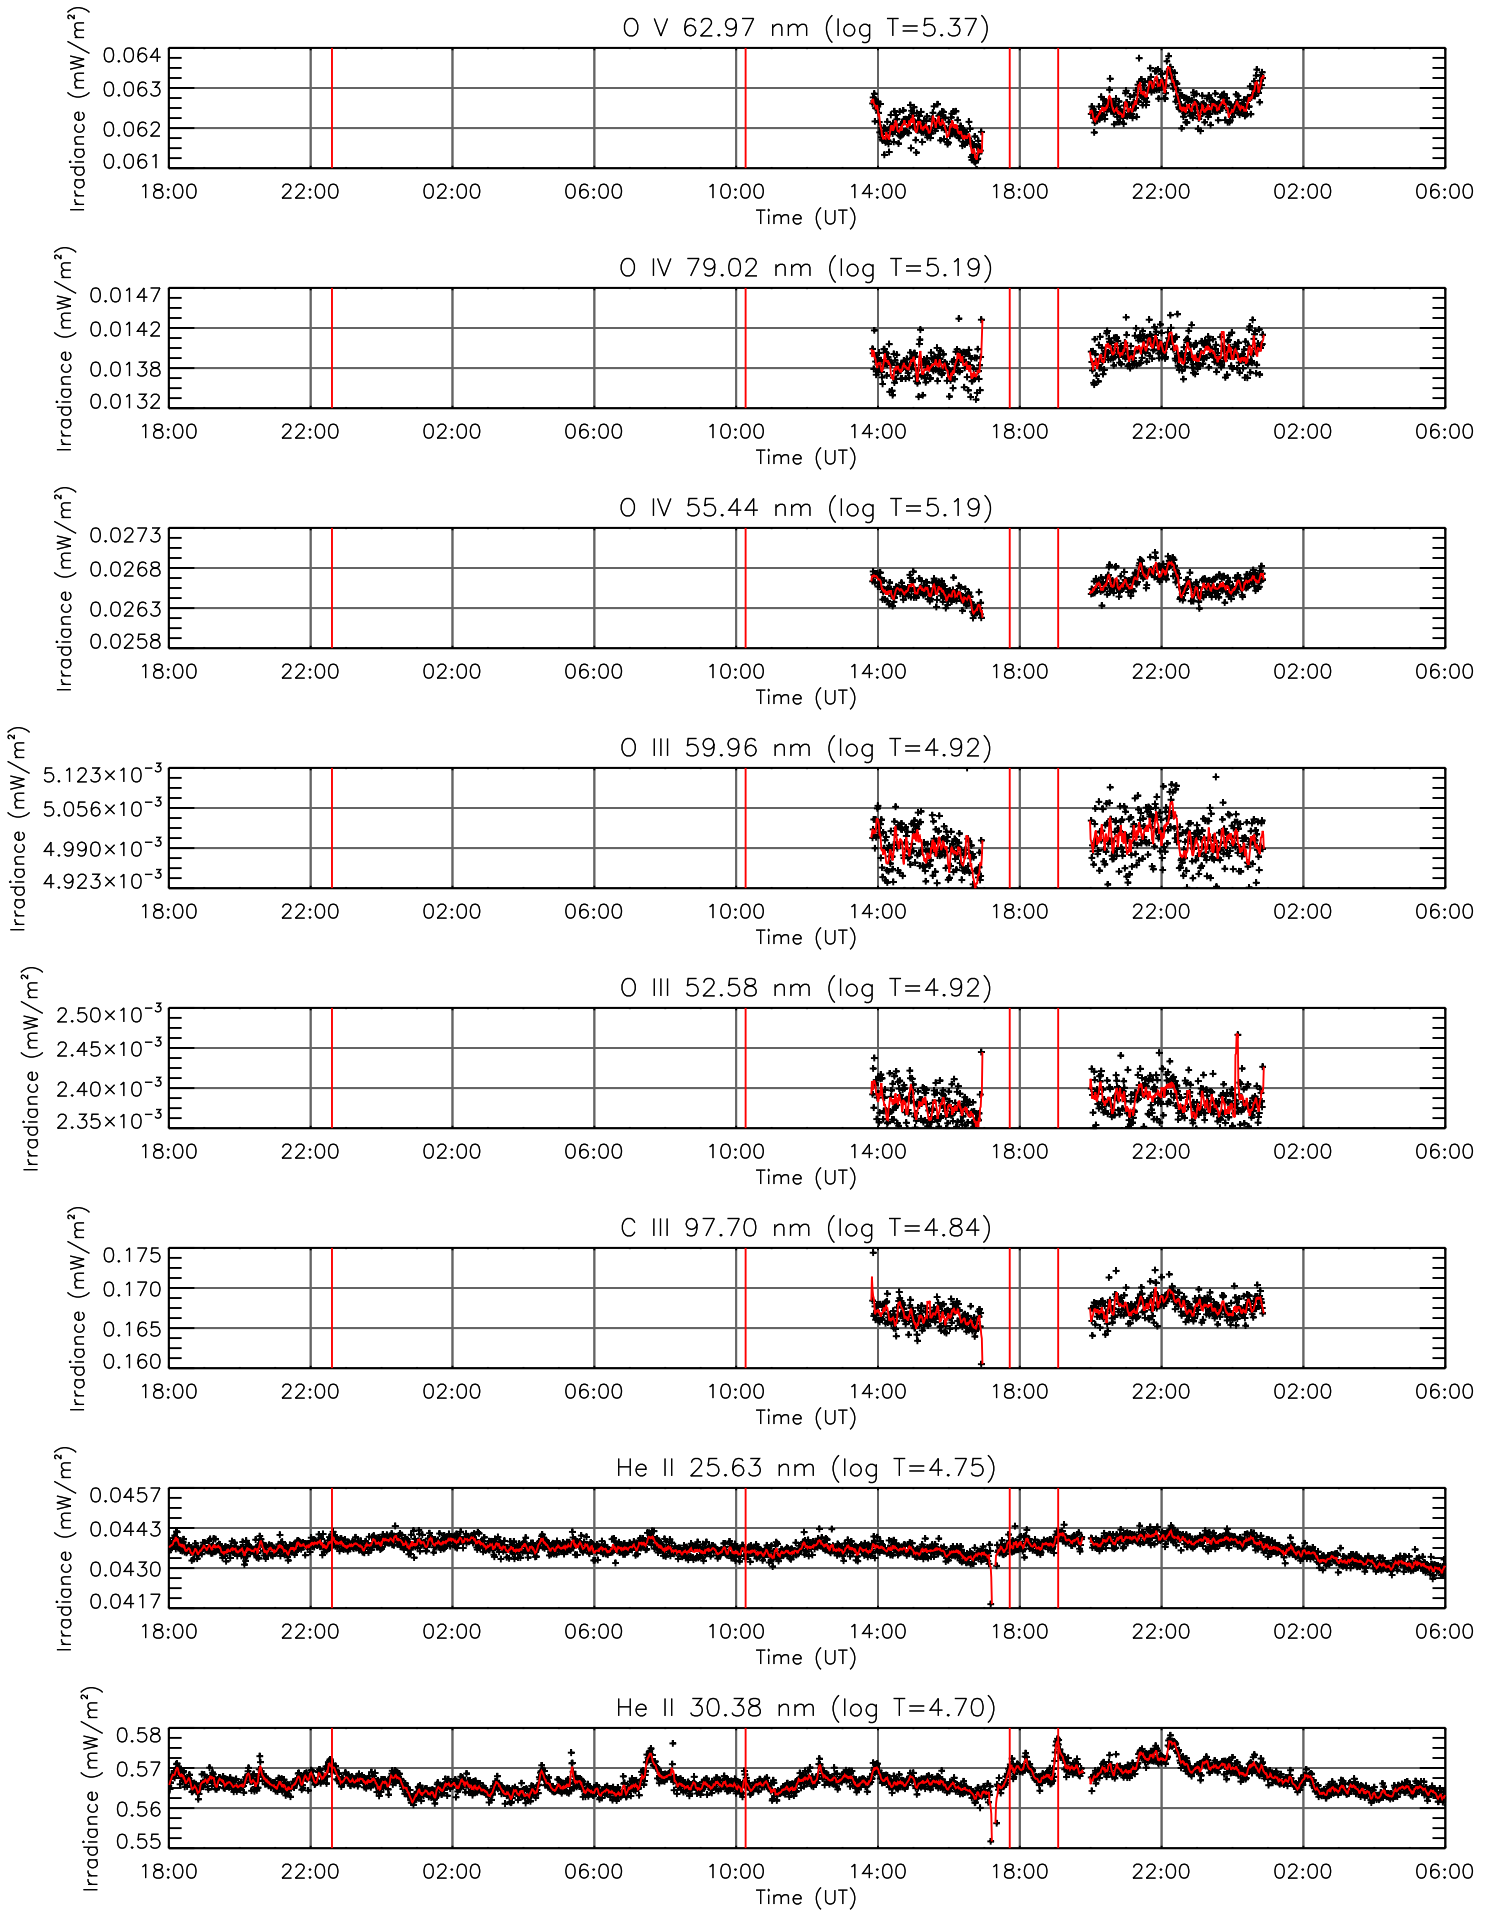 O V 62.97 nm (log T=5.37)
Irradiance (mW/m²)
0.064
0.063
0.062
0.061
18:00 22:00 02:00 06:00 10:00 14:00 18:00 22:00 02:00 06:00
Time (UT)
O IV 79.02 nm (log T=5.19)
Irradiance (mW/m²)
0.0147
0.0142
0.0138
0.0132
18:00 22:00 02:00 06:00 10:00 14:00 18:00 22:00 02:00 06:00
Time (UT)
O IV 55.44 nm (log T=5.19)
Irradiance (mW/m²)
0.0273
0.0268
0.0263
0.0258
18:00 22:00 02:00 06:00 10:00 14:00 18:00 22:00 02:00 06:00
Time (UT)
O III 59.96 nm (log T=4.92)
Irradiance (mW/m²)
5.123×10⁻³
5.056×10⁻³
4.990×10⁻³
4.923×10⁻³
18:00 22:00 02:00 06:00 10:00 14:00 18:00 22:00 02:00 06:00
Time (UT)
O III 52.58 nm (log T=4.92)
Irradiance (mW/m²)
2.50×10⁻³
2.45×10⁻³
2.40×10⁻³
2.35×10⁻³
18:00 22:00 02:00 06:00 10:00 14:00 18:00 22:00 02:00 06:00
Time (UT)
C III 97.70 nm (log T=4.84)
Irradiance (mW/m²)
0.175
0.170
0.165
0.160
18:00 22:00 02:00 06:00 10:00 14:00 18:00 22:00 02:00 06:00
Time (UT)
He II 25.63 nm (log T=4.75)
Irradiance (mW/m²)
0.0457
0.0443
0.0430
0.0417
18:00 22:00 02:00 06:00 10:00 14:00 18:00 22:00 02:00 06:00
Time (UT)
He II 30.38 nm (log T=4.70)
Irradiance (mW/m²)
0.58
0.57
0.56
0.55
18:00 22:00 02:00 06:00 10:00 14:00 18:00 22:00 02:00 06:00
Time (UT)